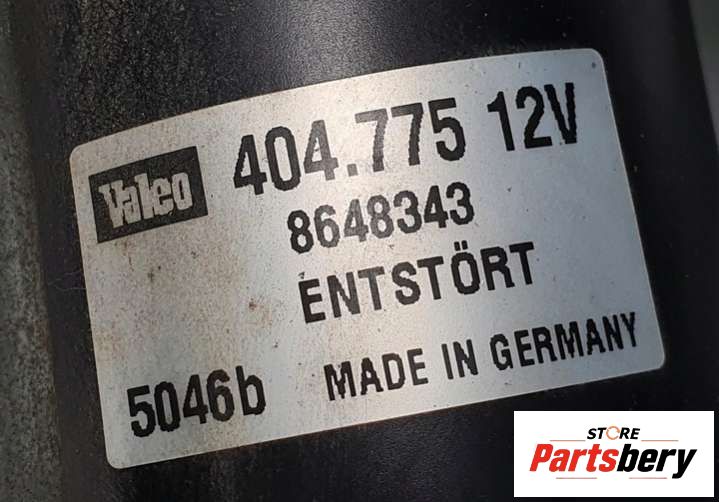 Valeo 404.775 12V
8648343
ENTSTÖRT
5046b MADE IN GERMANY
STORE
Partsbery